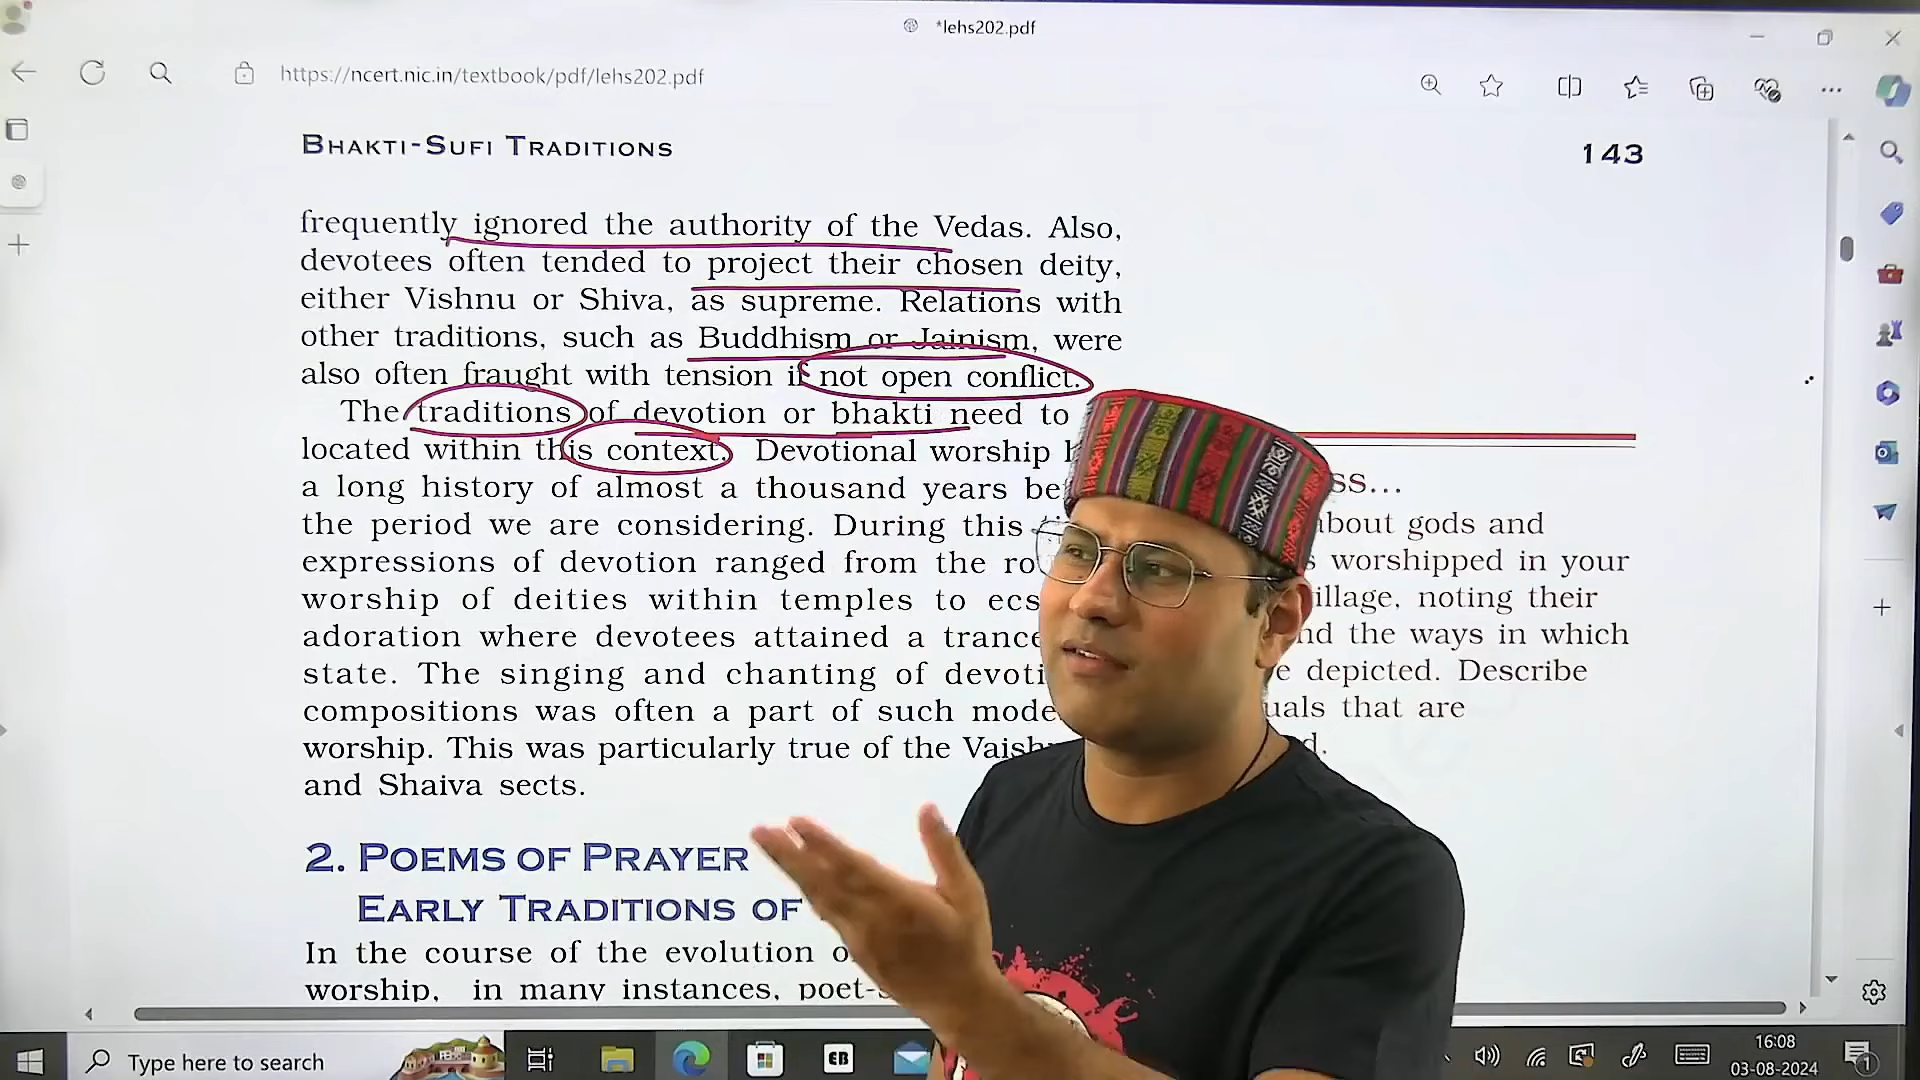 *lehs202.pdf
https://ncert.nic.in/textbook/pdf/lehs202.pdf
BHAKTI-SUFI TRADITIONS
143
frequently ignored the authority of the Vedas. Also,
devotees often tended to project their chosen deity,
either Vishnu or Shiva, as supreme. Relations with
other traditions, such as Buddhism or Jainism, were
also often fraught with tension if not open conflict.
The traditions of devotion or bhakti need to
located within this context. Devotional worship
a long history of almost a thousand years
the period we are considering. During this
expressions of devotion ranged from the
worship of deities within temples to
adoration where devotees attained a trance
state. The singing and chanting of
compositions was often a part of such
worship. This was particularly true of the
and Shaiva sects.
about gods and
worshipped in your
noting their
the ways in which
depicted. Describe
that are
2. POEMS OF PRAYER
EARLY TRADITIONS OF
In the course of the evolution
worship, in many instances,
Type here to search
EB
16:08
03-08-2024
1